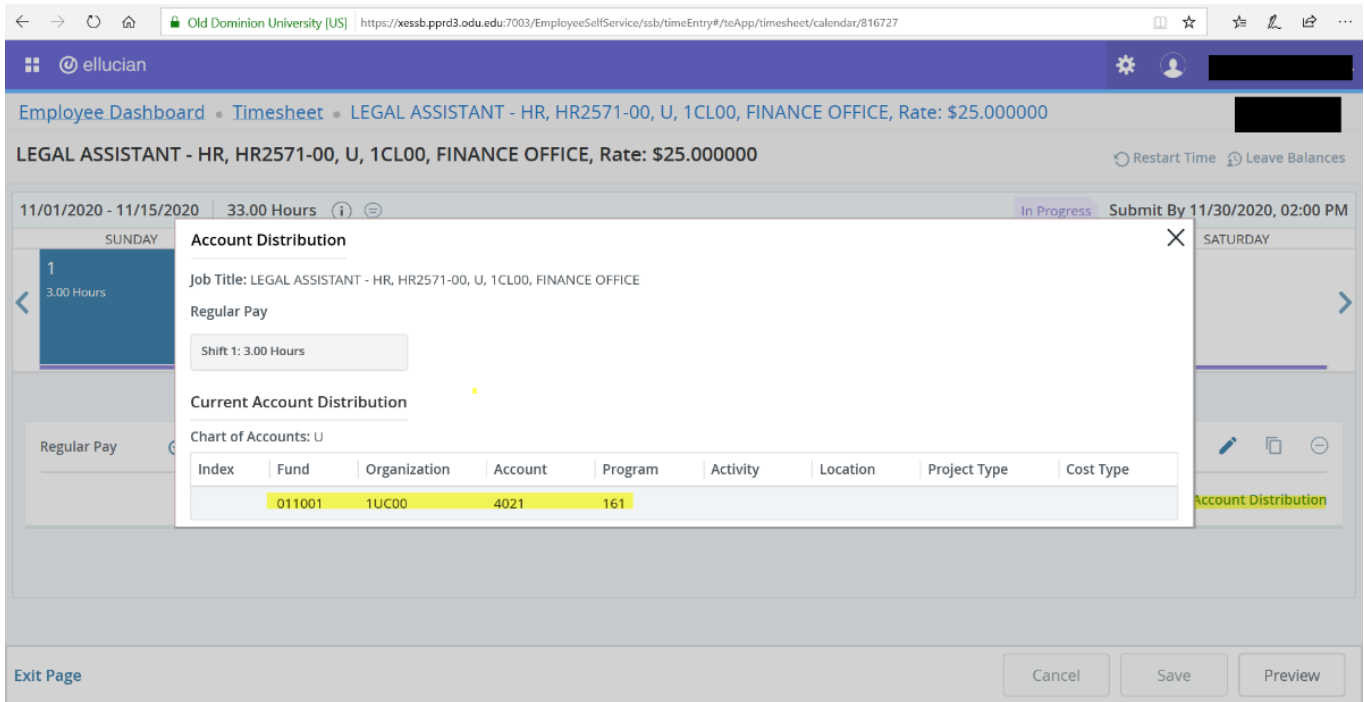 Old Dominion University [US] https://xessb.pprd3.odu.edu:7003/EmployeeSelfService/ssb/timeEntry#/teApp/timesheet/calendar/816727
ellucian
Employee Dashboard Timesheet LEGAL ASSISTANT - HR, HR2571-00, U, 1CL00, FINANCE OFFICE, Rate: $25.000000
LEGAL ASSISTANT - HR, HR2571-00, U, 1CL00, FINANCE OFFICE, Rate: $25.000000
Restart Time Leave Balances
11/01/2020 - 11/15/2020 33.00 Hours
In Progress Submit By 11/30/2020, 02:00 PM
SUNDAY
SATURDAY
1
3.00 Hours
Account Distribution
Job Title: LEGAL ASSISTANT - HR, HR2571-00, U, 1CL00, FINANCE OFFICE
Regular Pay
Shift 1: 3.00 Hours
Current Account Distribution
Chart of Accounts: U
Index Fund Organization Account Program Activity Location Project Type Cost Type
011001 1UC00 4021 161
Regular Pay
Account Distribution
Exit Page
Cancel Save Preview